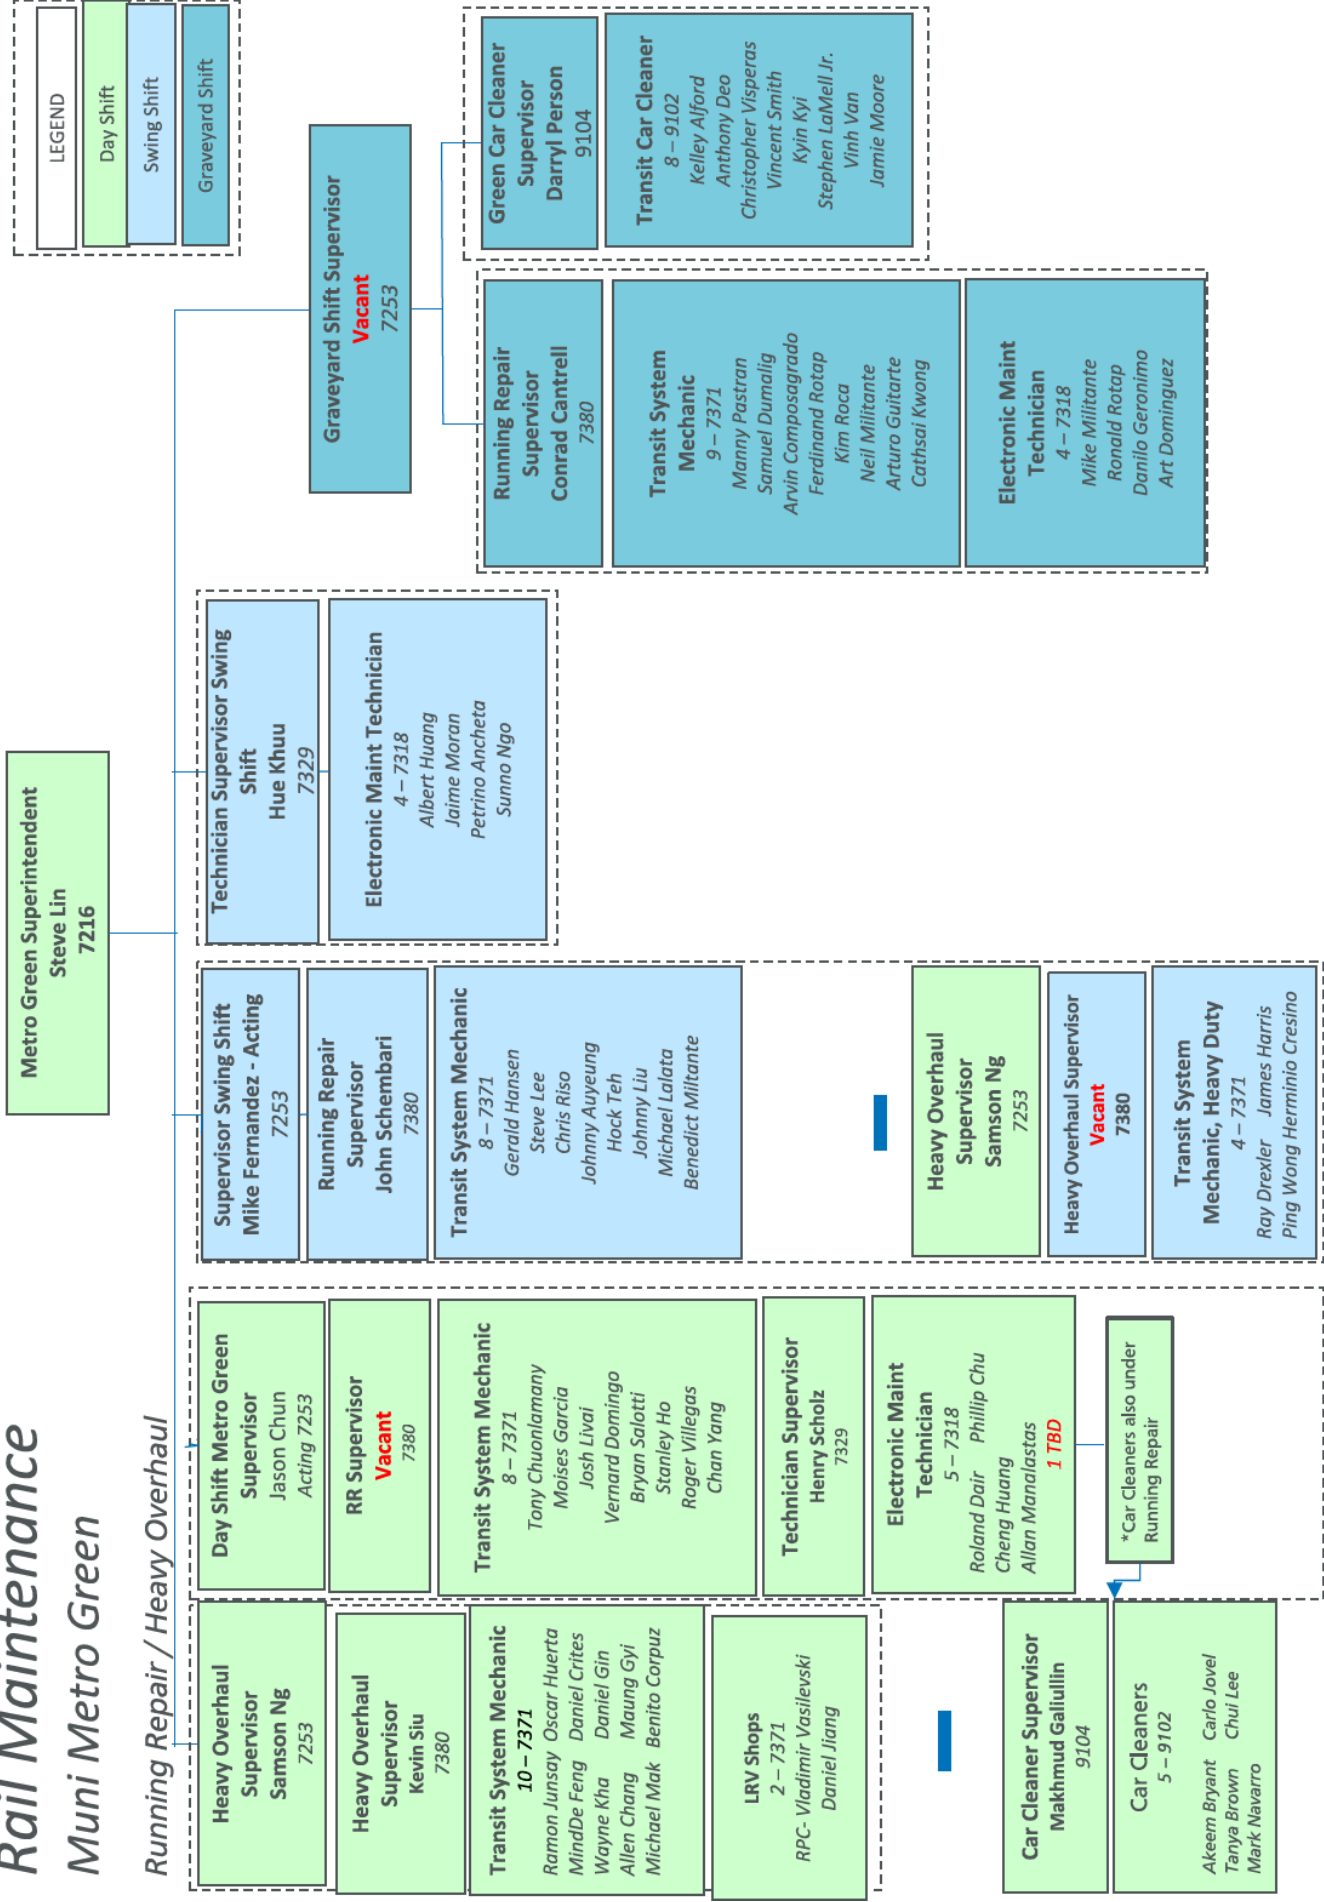 Rail Maintenance
Muni Metro Green
Running Repair / Heavy Overhaul
Metro Green Superintendent
Steve Lin
7216
LEGEND
Day Shift
Swing Shift
Graveyard Shift
Heavy Overhaul
Supervisor
Samson Ng
7253
Heavy Overhaul
Supervisor
Kevin Siu
7380
Transit System Mechanic
10 – 7371
Ramon Junsay Oscar Huerta
MindDe Feng Daniel Crites
Wayne Kha Daniel Gin
Allen Chang Maung Gyi
Michael Mak Benito Corpuz
LRV Shops
2 – 7371
RPC- Vladimir Vasilevski
Daniel Jiang
Car Cleaner Supervisor
Makhmud Galiullin
9104
Car Cleaners
5 – 9102
Akeem Bryant Carlo Jovel
Tanya Brown Chui Lee
Mark Navarro
Day Shift Metro Green
Supervisor
Jason Chun
Acting 7253
RR Supervisor
Vacant
7380
Transit System Mechanic
8 – 7371
Tony Chuonlamany
Moises Garcia
Josh Livai
Vernard Domingo
Bryan Salotti
Stanley Ho
Roger Villegas
Chan Yang
Technician Supervisor
Henry Scholz
7329
Electronic Maint
Technician
5 – 7318
Roland Dair Phillip Chu
Cheng Huang
Allan Manalastas
1 TBD
*Car Cleaners also under
Running Repair
Supervisor Swing Shift
Mike Fernandez - Acting
7253
Running Repair
Supervisor
John Schembari
7380
Transit System Mechanic
8 – 7371
Gerald Hansen
Steve Lee
Chris Riso
Johnny Auyeung
Hock Teh
Johnny Liu
Michael Lalata
Benedict Miltante
Heavy Overhaul
Supervisor
Samson Ng
7253
Heavy Overhaul Supervisor
Vacant
7380
Transit System
Mechanic, Heavy Duty
4 – 7371
Ray Drexler James Harris
Ping Wong Herminio Cresino
Technician Supervisor Swing
Shift
Hue Khuu
7329
Electronic Maint Technician
4 – 7318
Albert Huang
Jaime Moran
Petrino Ancheta
Sunno Ngo
Graveyard Shift Supervisor
Vacant
7253
Running Repair
Supervisor
Conrad Cantrell
7380
Transit System
Mechanic
9 – 7371
Manny Pastran
Samuel Dumalig
Arvin Composagrado
Ferdinand Rotap
Kim Roca
Neil Militante
Arturo Guitarte
Cathsai Kwong
Electronic Maint
Technician
4 – 7318
Mike Militante
Ronald Rotap
Danilo Geronimo
Art Dominguez
Green Car Cleaner
Supervisor
Darryl Person
9104
Transit Car Cleaner
8 – 9102
Kelley Alford
Anthony Deo
Christopher Visperas
Vincent Smith
Kyin Kyi
Stephen LaMell Jr.
Vinh Van
Jamie Moore